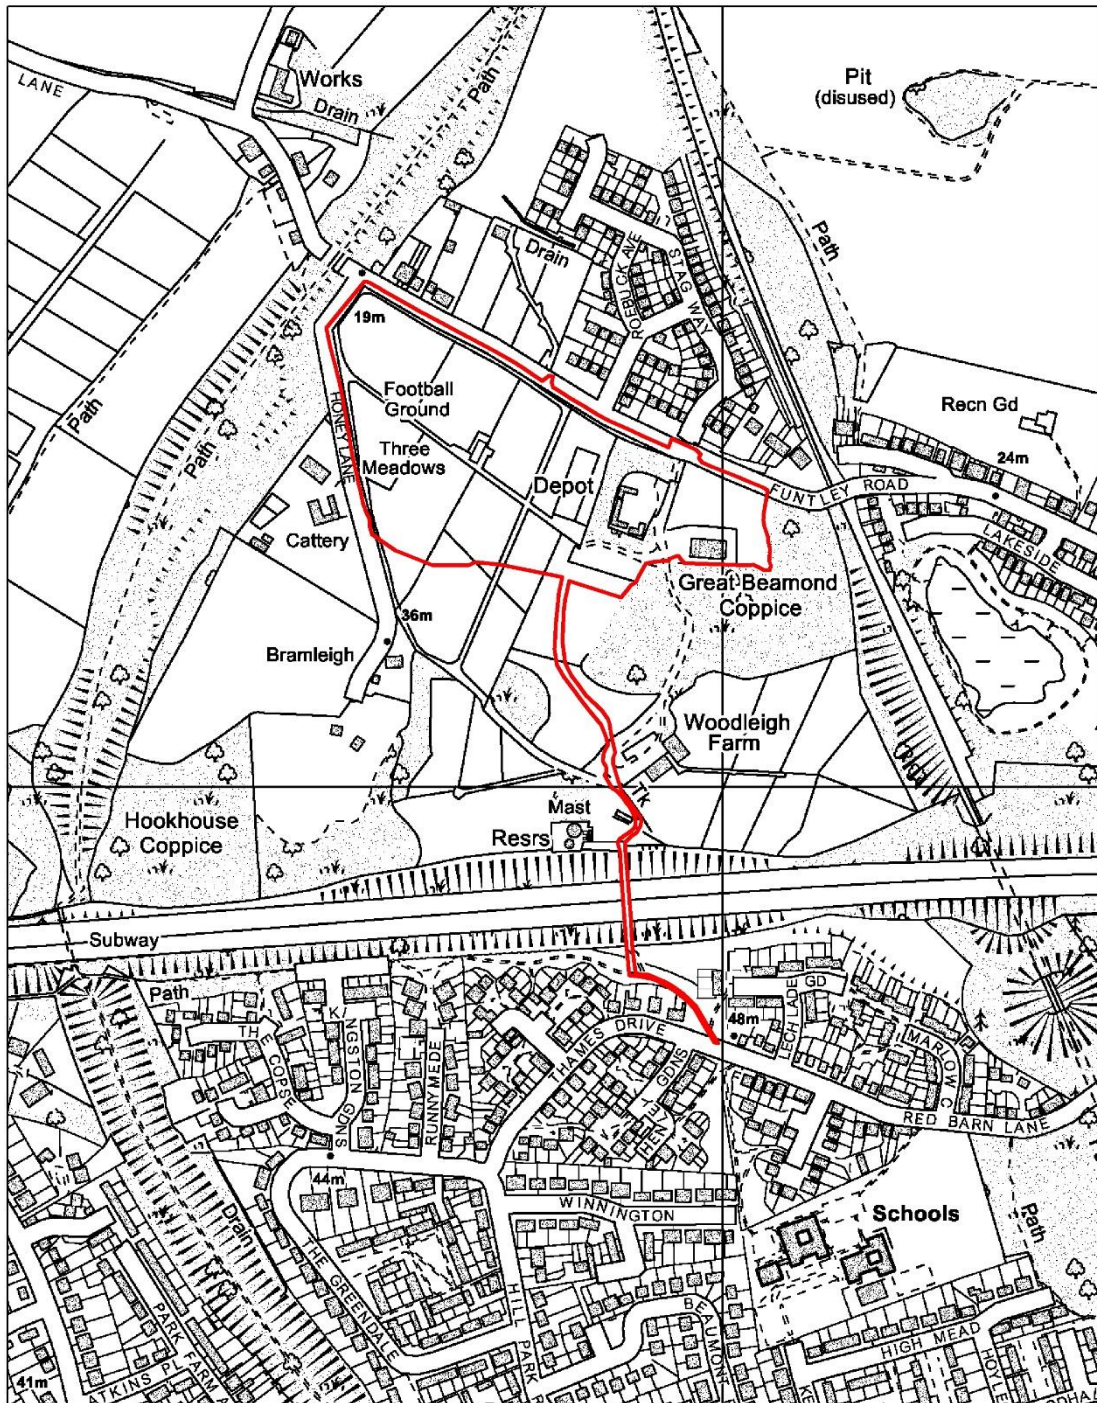 LANE
Works
Drain
Path
Pit
(disused)
Path
Drain
ROEBUCK AVE
STAG WAY
19m
Football
Ground
Three
Meadows
HONEY LANE
Path
Path
Recn Gd
24m
Depot
FUNTLEY ROAD
LAKESIDE
Cattery
Great Beamond
Coppice
36m
Bramleigh
Woodleigh
Farm
Tk
Mast
Resrs
Hookhouse
Coppice
Subway
Path
GD
48m
THE COPSE
KINGSTON GDNS
RUNNYMEDE
HAMES DRIVE
HENLEY GDNS
ECHLADE
MARLOW C
RED BARN LANE
44m
WINNINGTON
Schools
Path
Drain
THE GREENDALE
HILL PARK
BEAUMONT
HIGH MEAD
PARK FARM
ATKINS PL
41m